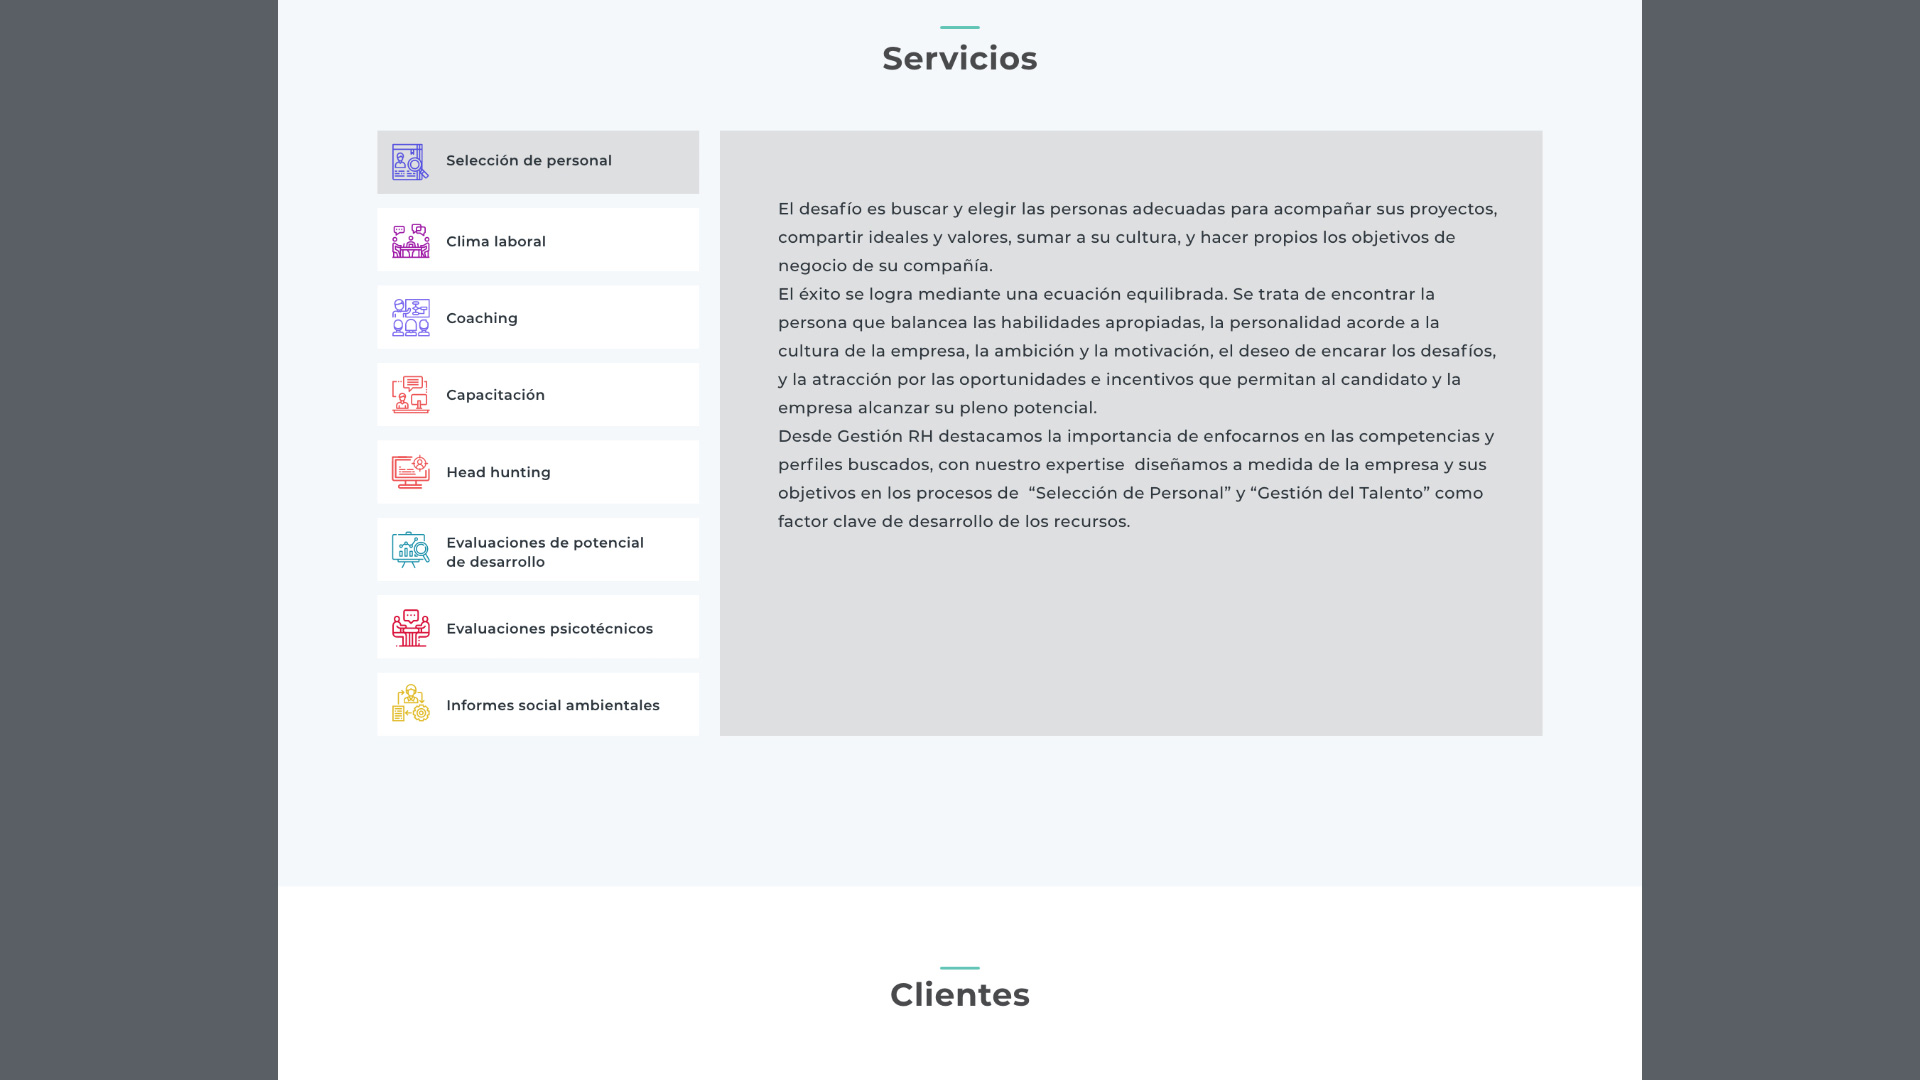 Servicios
Selección de personal
Clima laboral
Coaching
Capacitación
Head hunting
Evaluaciones de potencial
de desarrollo
Evaluaciones psicotécnicos
Informes social ambientales
El desafío es buscar y elegir las personas adecuadas para acompañar sus proyectos,
compartir ideales y valores, sumar a su cultura, y hacer propios los objetivos de
negocio de su compañía.
El éxito se logra mediante una ecuación equilibrada. Se trata de encontrar la
persona que balancea las habilidades apropiadas, la personalidad acorde a la
cultura de la empresa, la ambición y la motivación, el deseo de encarar los desafíos,
y la atracción por las oportunidades e incentivos que permitan al candidato y la
empresa alcanzar su pleno potencial.
Desde Gestión RH destacamos la importancia de enfocarnos en las competencias y
perfiles buscados, con nuestro expertise  diseñamos a medida de la empresa y sus
objetivos en los procesos de  “Selección de Personal” y “Gestión del Talento” como
factor clave de desarrollo de los recursos.
Clientes